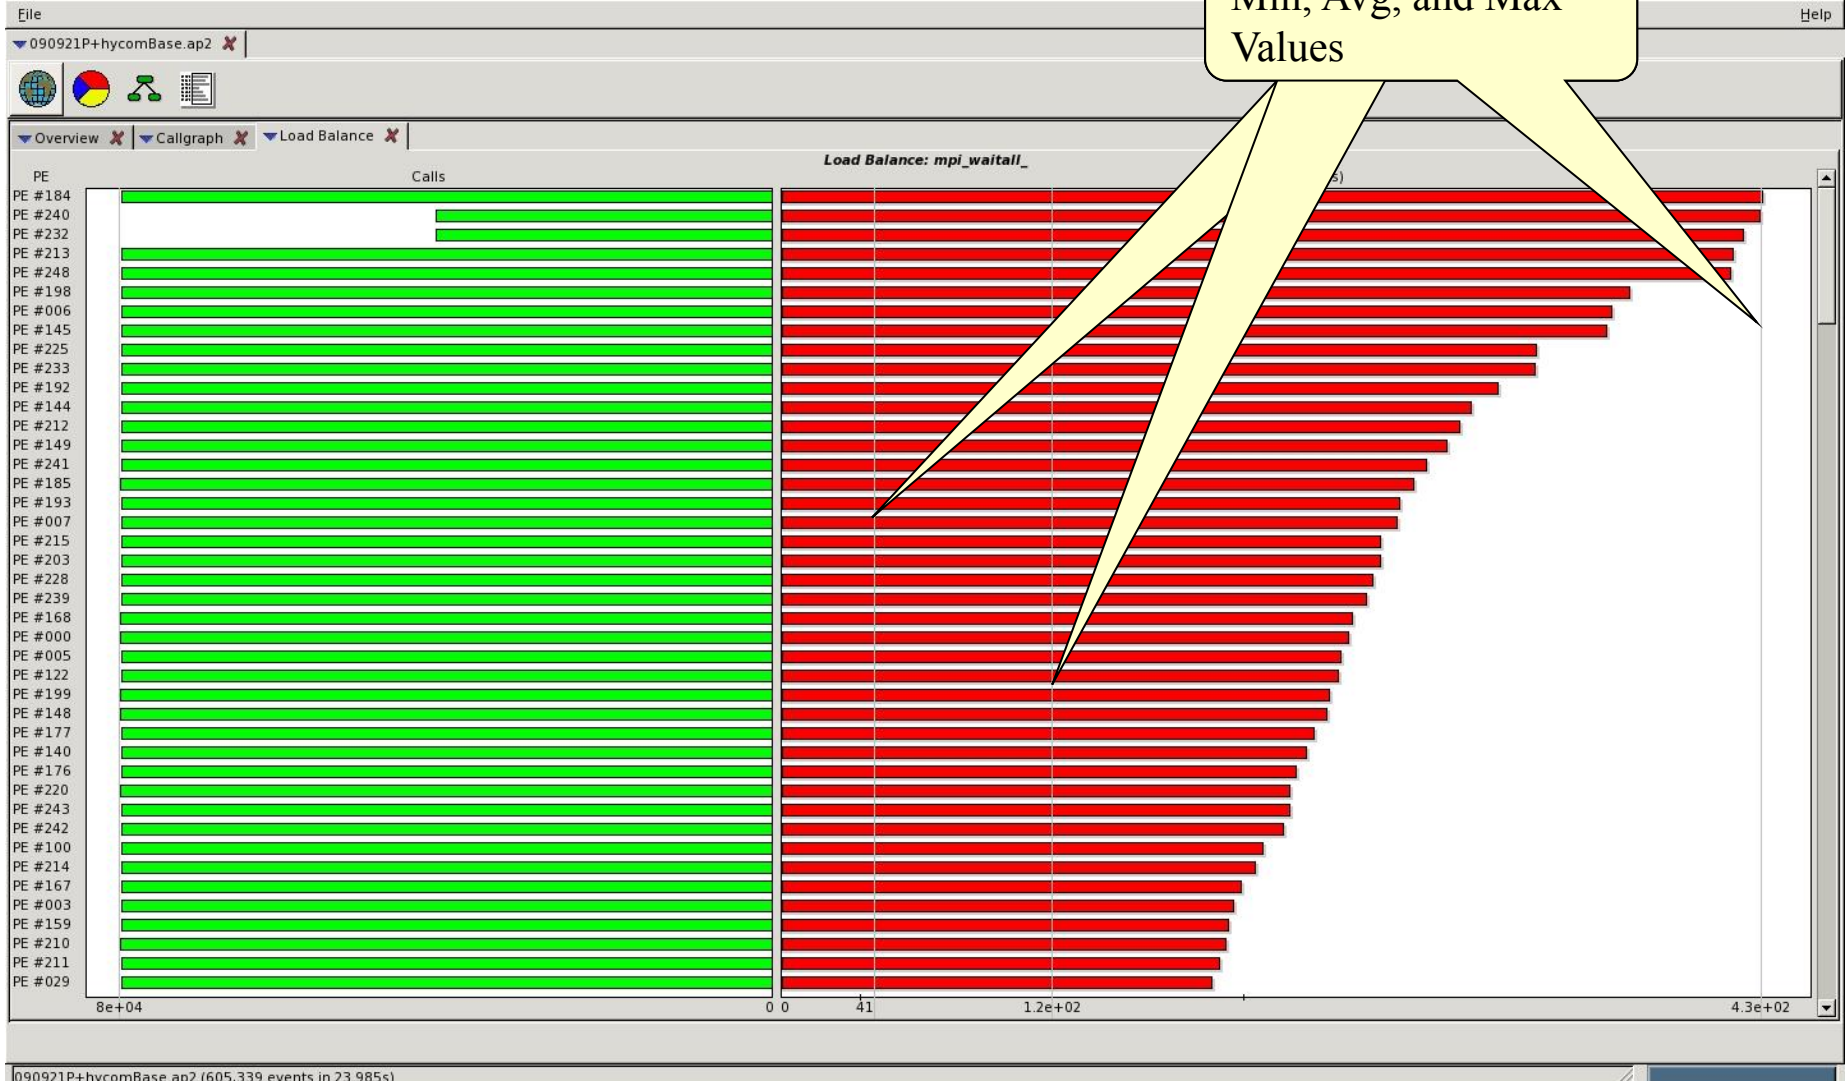 Min, Avg, and Max
Values
File
Help
090921P+hycomBase.ap2
Overview
Callgraph
Load Balance
Load Balance: mpi_waitall_
PE
Calls
s)
PE #184
PE #240
PE #232
PE #213
PE #248
PE #198
PE #006
PE #145
PE #225
PE #233
PE #192
PE #144
PE #212
PE #149
PE #241
PE #185
PE #193
PE #007
PE #215
PE #203
PE #228
PE #239
PE #168
PE #000
PE #005
PE #122
PE #199
PE #148
PE #177
PE #140
PE #176
PE #220
PE #243
PE #242
PE #100
PE #214
PE #167
PE #003
PE #159
PE #210
PE #211
PE #029
8e+04 0 0 41 1.2e+02 4.3e+02
090921P+hycomBase.ap2 (605,339 events in 23.985s)